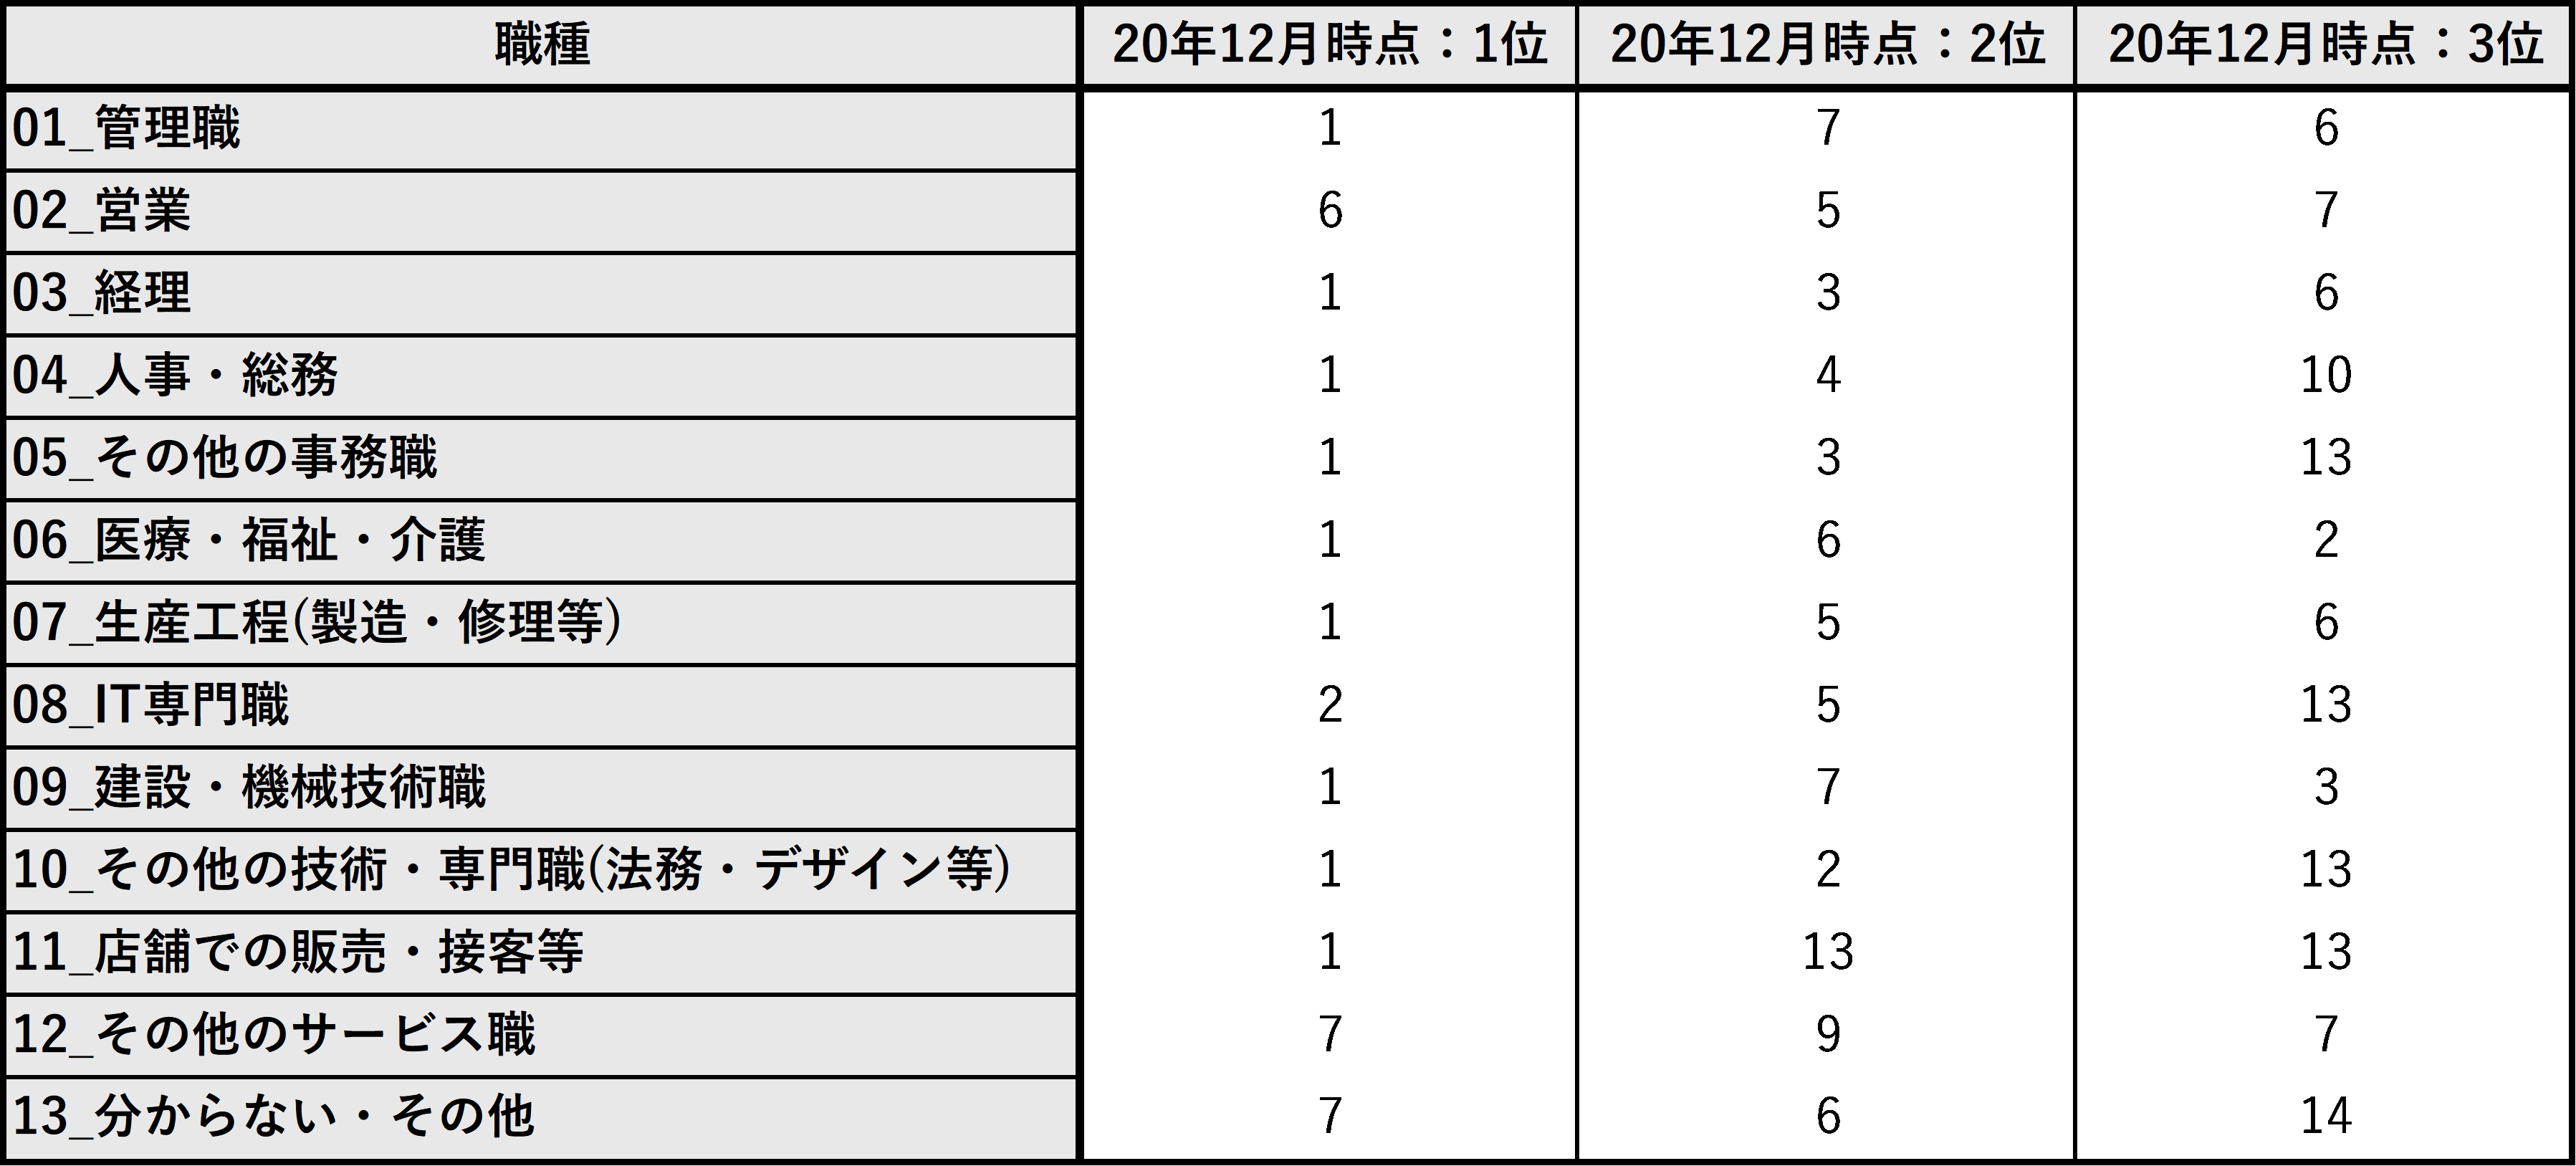 職種 20年12月時点：1位 20年12月時点：2位 20年12月時点：3位
01_管理職 1 7 6
02_営業 6 5 7
03_経理 1 3 6
04_人事・総務 1 4 10
05_その他の事務職 1 3 13
06_医療・福祉・介護 1 6 2
07_生産工程(製造・修理等) 1 5 6
08_IT専門職 2 5 13
09_建設・機械技術職 1 7 3
10_その他の技術・専門職(法務・デザイン等) 1 2 13
11_店舗での販売・接客等 1 13 13
12_その他のサービス職 7 9 7
13_分からない・その他 7 6 14